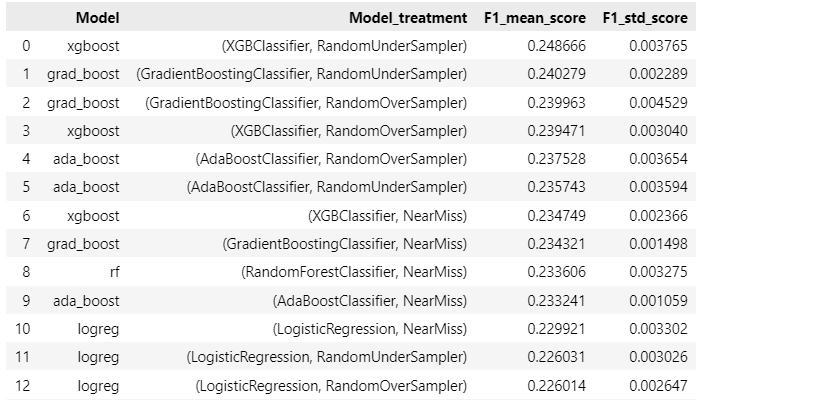 Model Model_treatment F1_mean_score F1_std_score
0 xgboost (XGBClassifier, RandomUnderSampler) 0.248666 0.003765
1 grad_boost (GradientBoostingClassifier, RandomUnderSampler) 0.240279 0.002289
2 grad_boost (GradientBoostingClassifier, RandomOverSampler) 0.239963 0.004529
3 xgboost (XGBClassifier, RandomOverSampler) 0.239471 0.003040
4 ada_boost (AdaBoostClassifier, RandomOverSampler) 0.237528 0.003654
5 ada_boost (AdaBoostClassifier, RandomUnderSampler) 0.235743 0.003594
6 xgboost (XGBClassifier, NearMiss) 0.234749 0.002366
7 grad_boost (GradientBoostingClassifier, NearMiss) 0.234321 0.001498
8 rf (RandomForestClassifier, NearMiss) 0.233606 0.003275
9 ada_boost (AdaBoostClassifier, NearMiss) 0.233241 0.001059
10 logreg (LogisticRegression, NearMiss) 0.229921 0.003302
11 logreg (LogisticRegression, RandomUnderSampler) 0.226031 0.003026
12 logreg (LogisticRegression, RandomOverSampler) 0.226014 0.002647